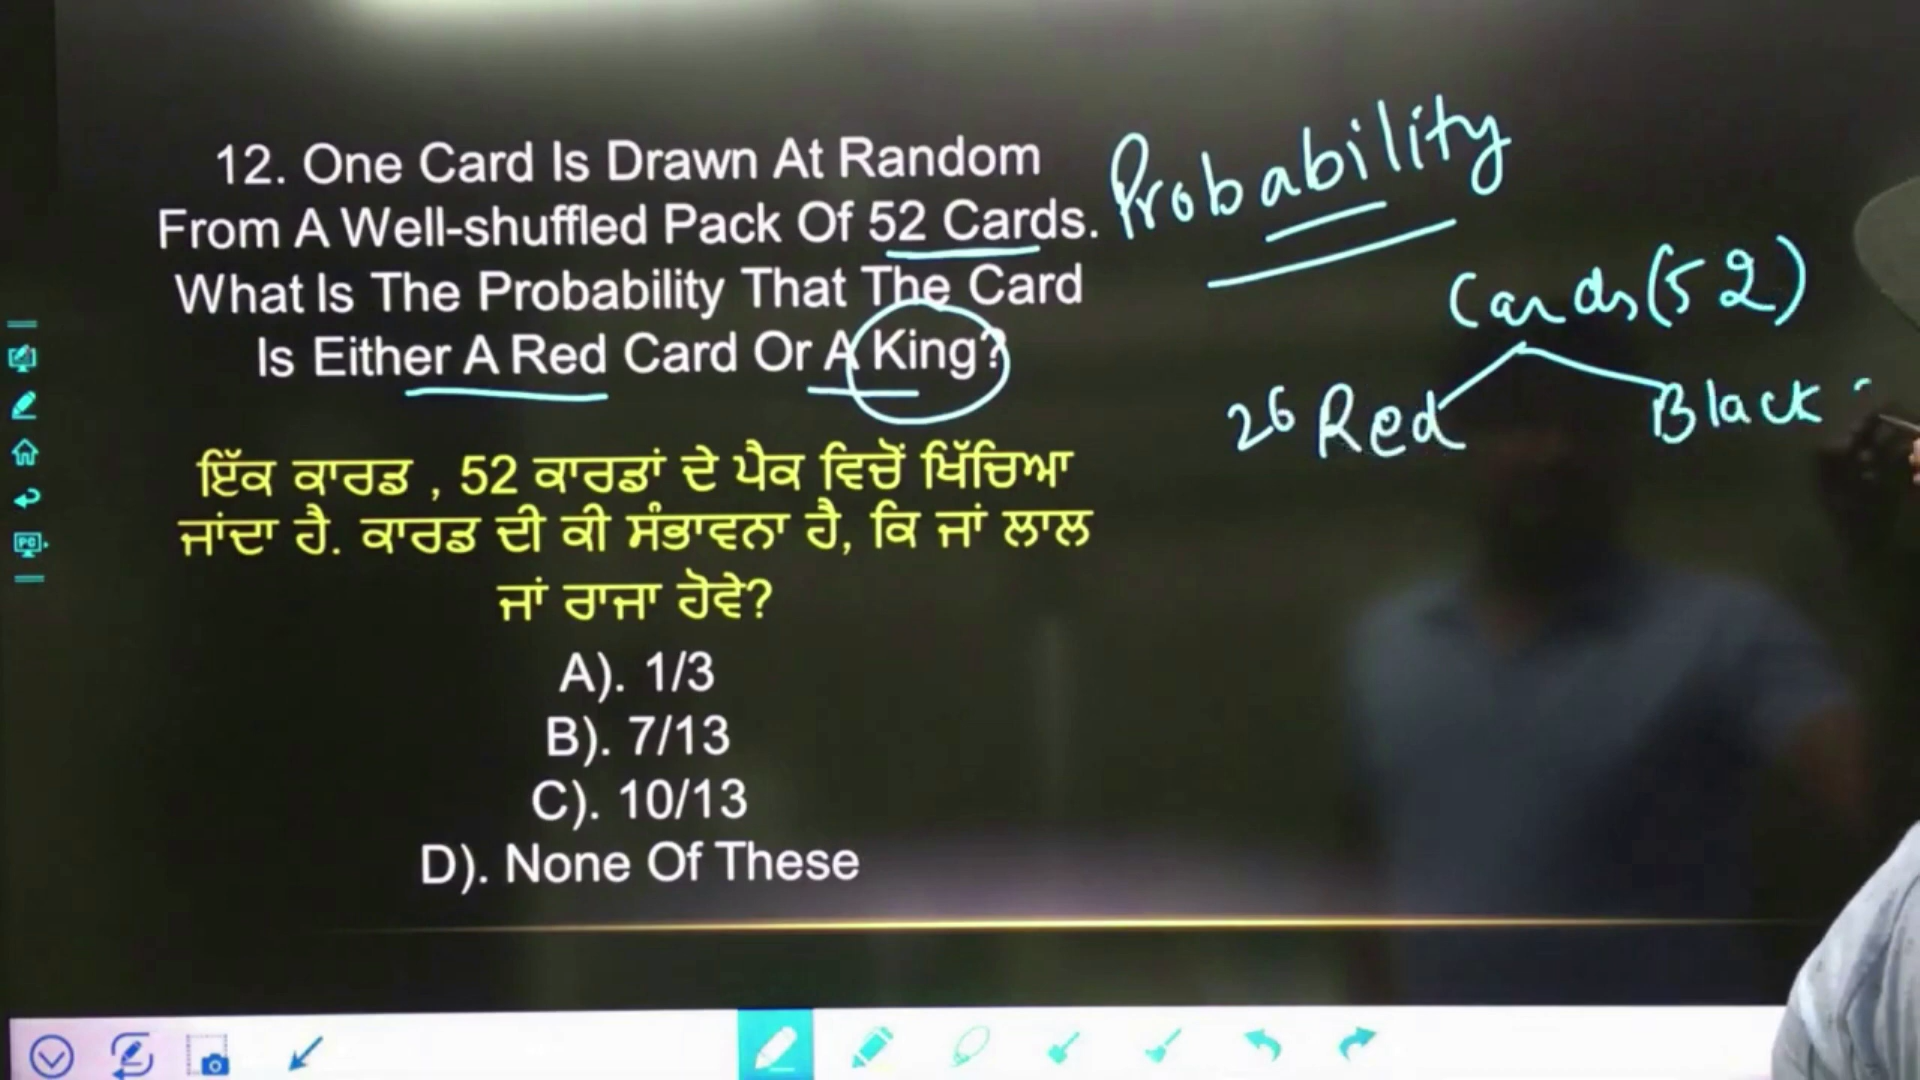 12. One Card Is Drawn At Random
From A Well-shuffled Pack Of 52 Cards.
What Is The Probability That The Card
Is Either A Red Card Or A King?
ਇੱਕ ਕਾਰਡ , 52 ਕਾਰਡਾਂ ਦੇ ਪੈਕ ਵਿਚੋਂ ਖਿੱਚਿਆ
ਜਾਂਦਾ ਹੈ. ਕਾਰਡ ਦੀ ਕੀ ਸੰਭਾਵਨਾ ਹੈ, ਕਿ ਜਾਂ ਲਾਲ
ਜਾਂ ਰਾਜਾ ਹੋਵੇ?
A). 1/3
B). 7/13
C). 10/13
D). None Of These
Probability
Cards (52)
26 Red
Black
PC